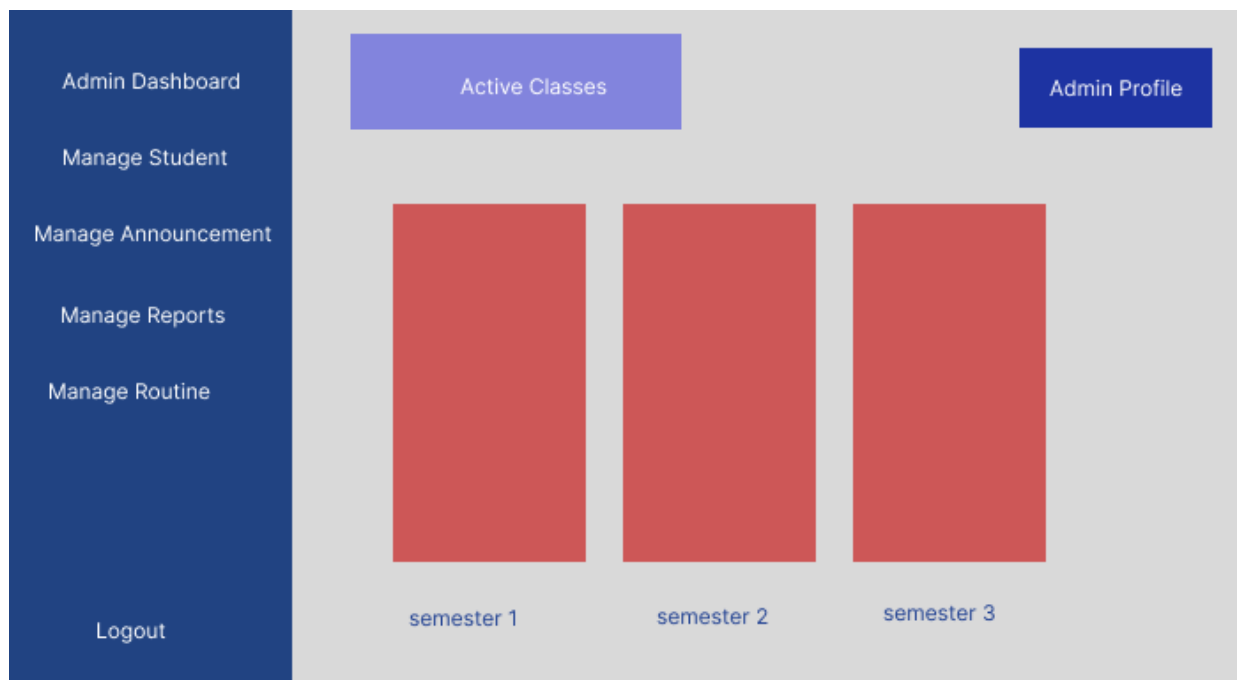 Admin Dashboard
Manage Student
Manage Announcement
Manage Reports
Manage Routine
Logout
Active Classes
Admin Profile
semester 1
semester 2
semester 3